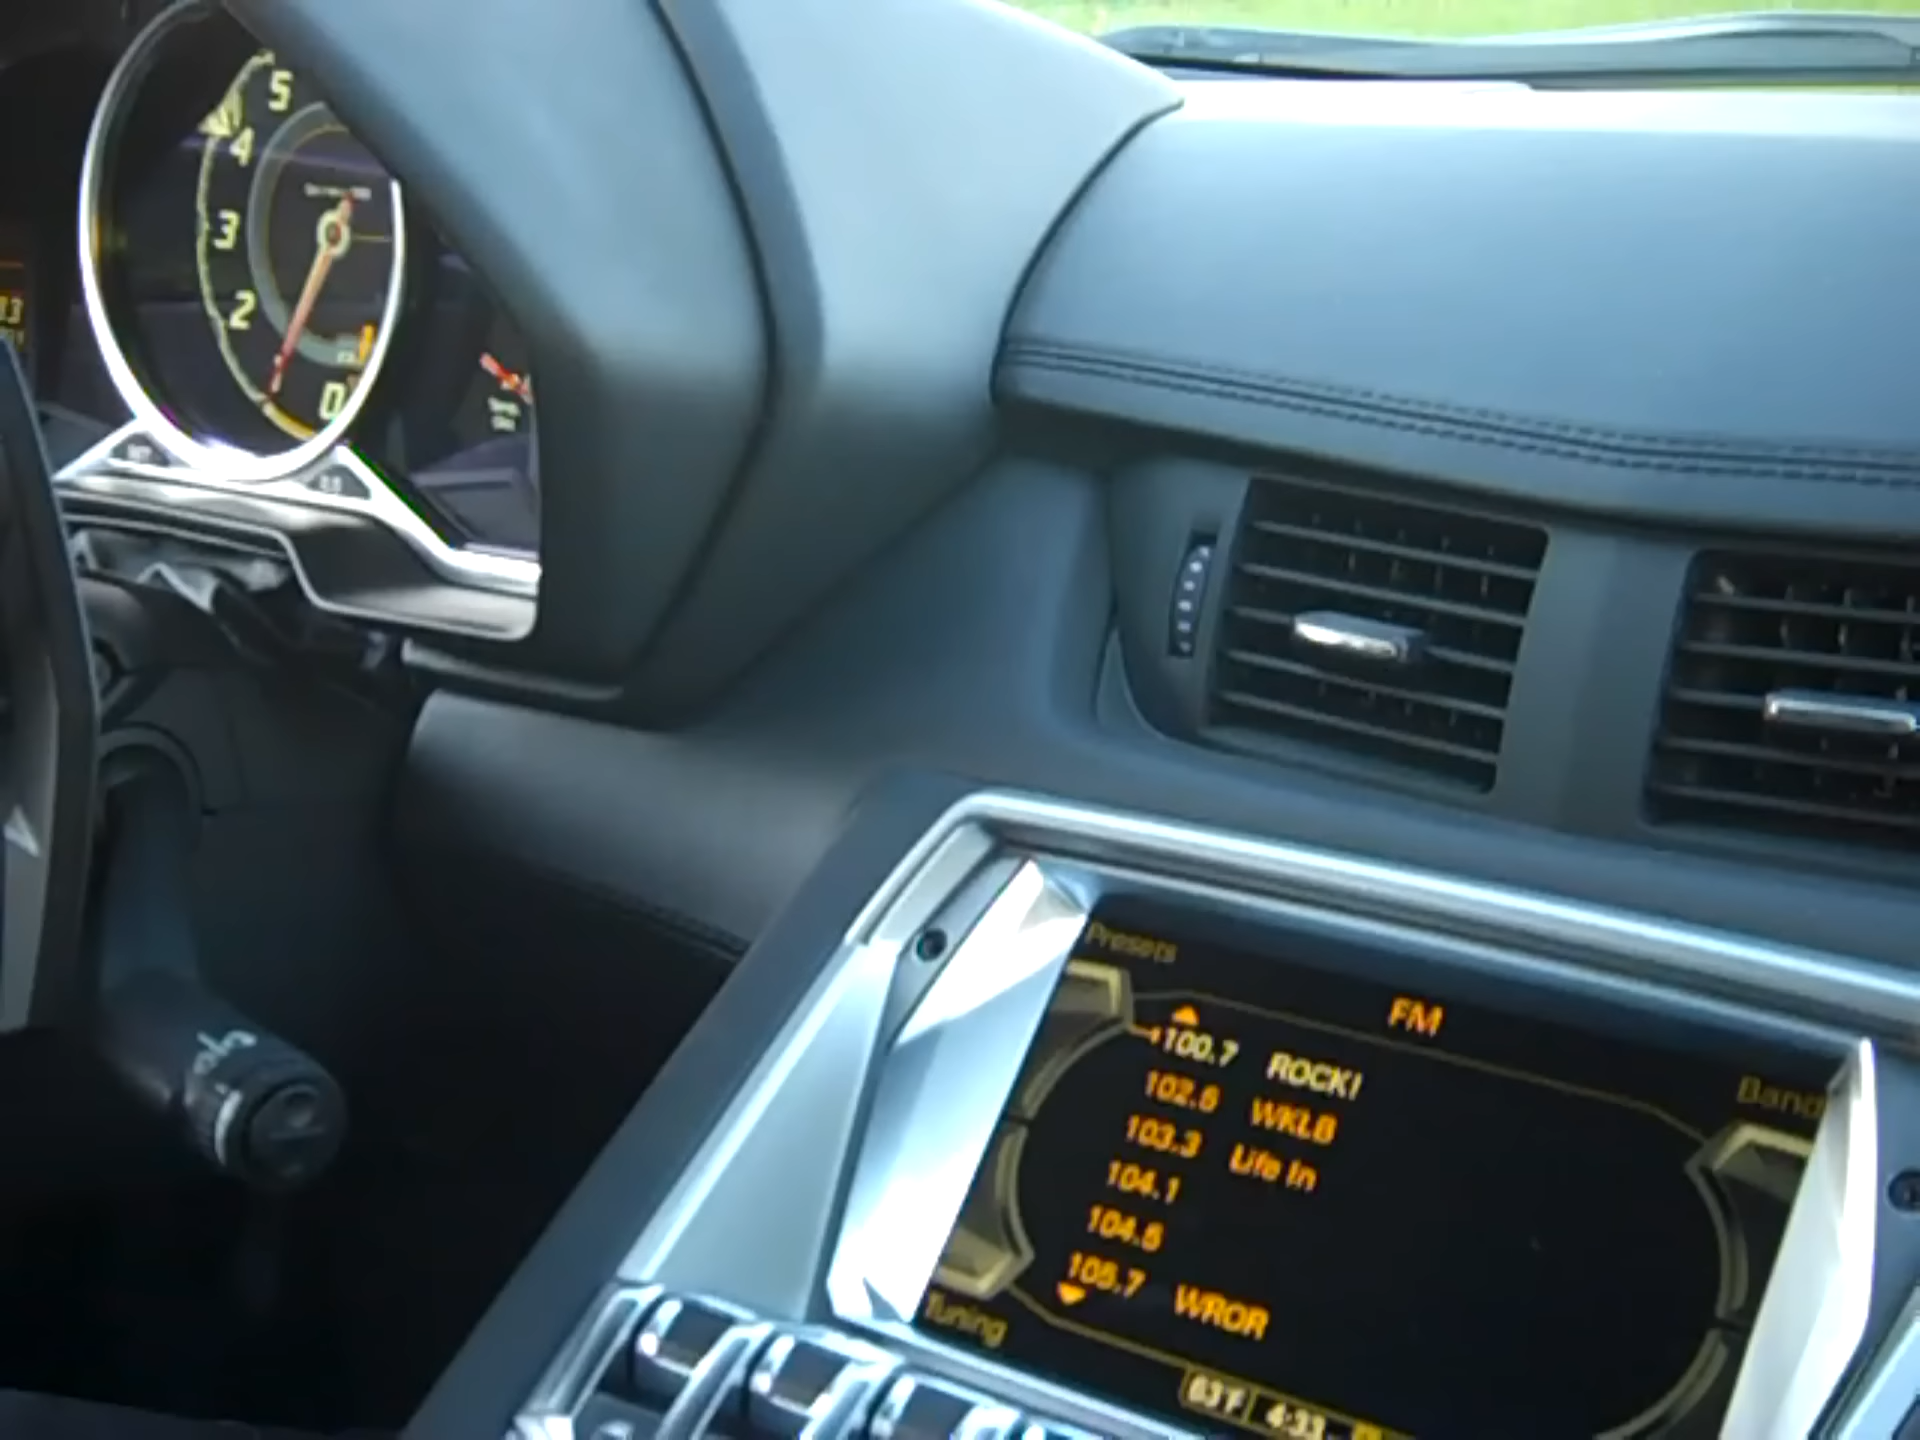 5
4
3
2
0
Presets
FM
Band
100.7 ROCK!
102.5 WKLB
103.3 Life In
104.1
104.5
105.7 WROR
Tuning
63°F 4:33